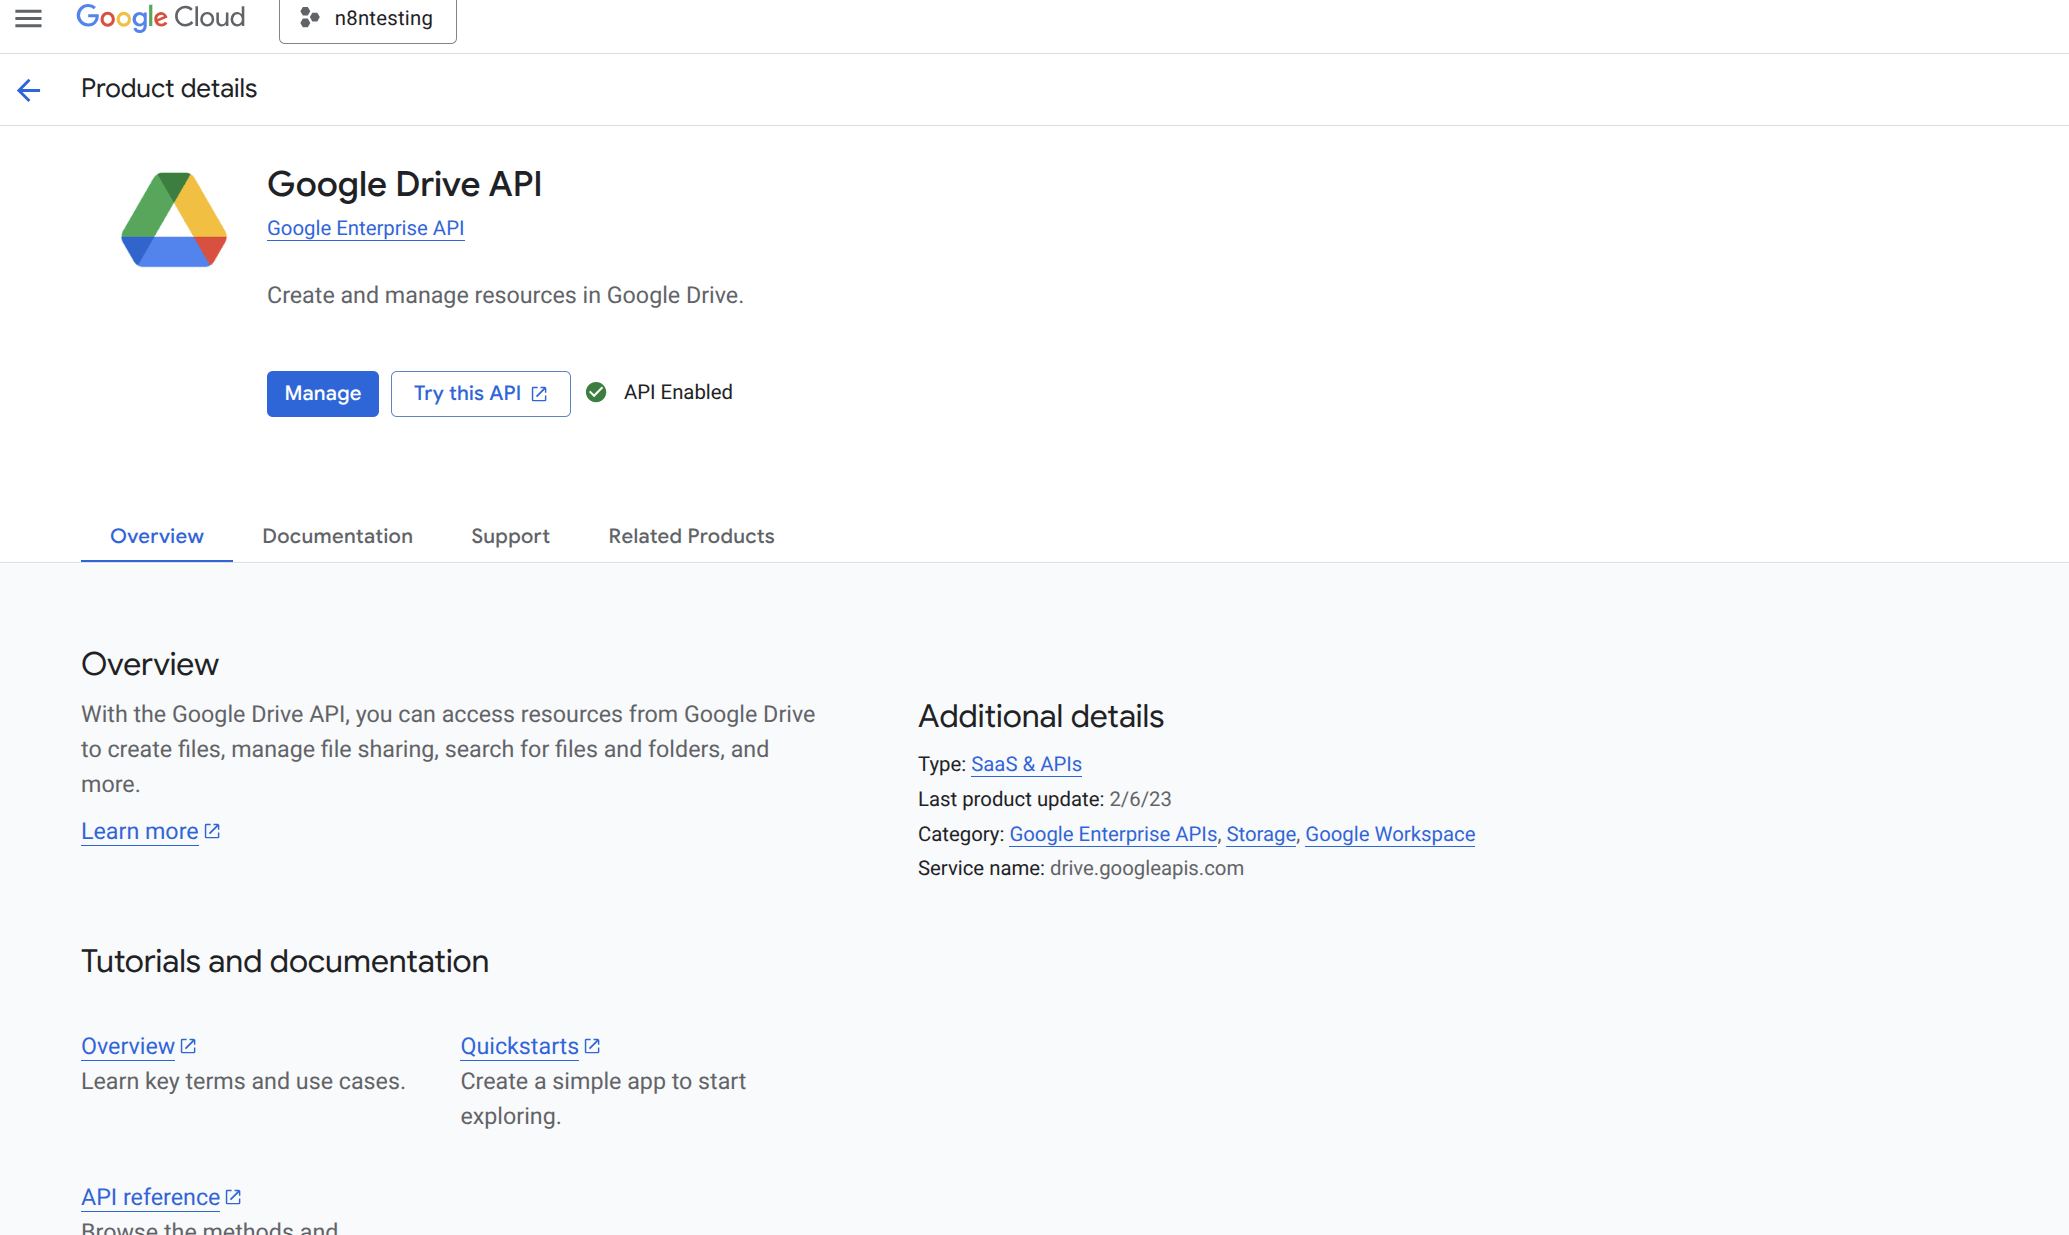 Google Cloud
n8ntesting
Product details
Google Drive API
Google Enterprise API
Create and manage resources in Google Drive.
Manage
Try this API
API Enabled
Overview
Documentation
Support
Related Products
Overview
With the Google Drive API, you can access resources from Google Drive
to create files, manage file sharing, search for files and folders, and
more.
Learn more
Additional details
Type: SaaS & APIs
Last product update: 2/6/23
Category: Google Enterprise APIs, Storage, Google Workspace
Service name: drive.googleapis.com
Tutorials and documentation
Overview
Learn key terms and use cases.
Quickstarts
Create a simple app to start
exploring.
API reference
Browse the methods and